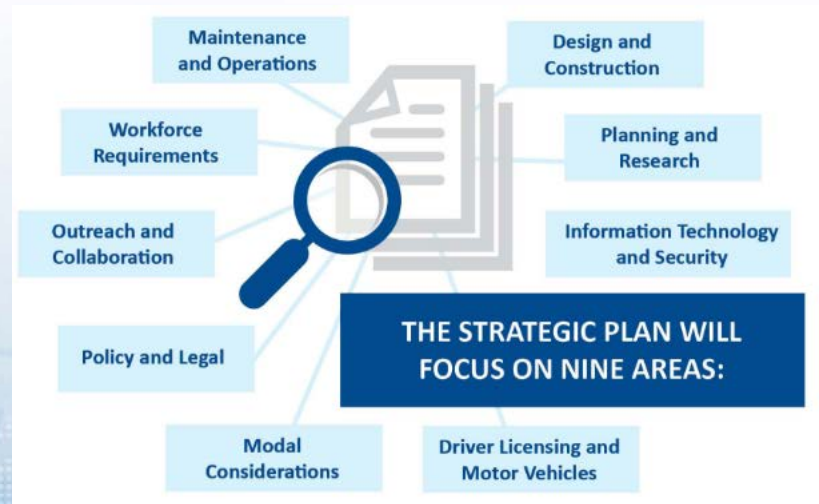 Maintenance
and Operations
Design and
Construction
Workforce
Requirements
Planning and
Research
Outreach and
Collaboration
Information Technology
and Security
THE STRATEGIC PLAN WILL
FOCUS ON NINE AREAS:
Policy and Legal
Modal
Considerations
Driver Licensing and
Motor Vehicles